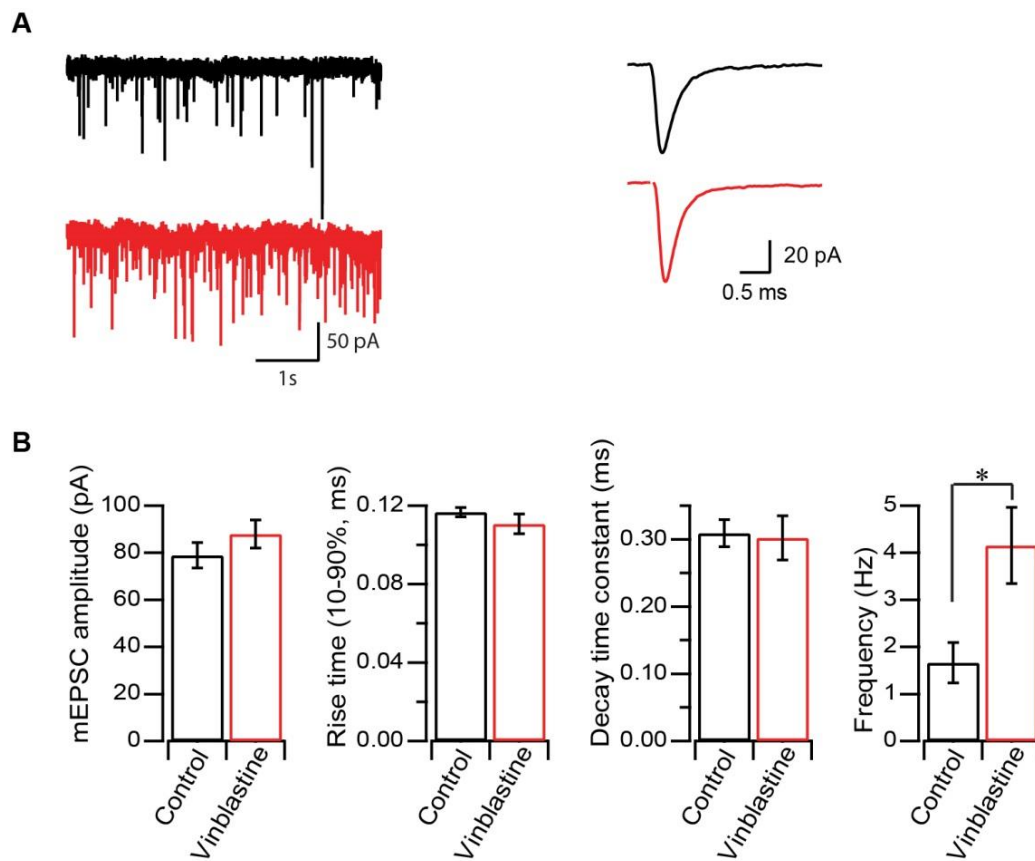 A
50 pA
1s
20 pA
0.5 ms
B
mEPSC amplitude (pA)
100
80
60
40
20
0
Control
Vinblastine
Rise time (10-90%, ms)
0.12
0.08
0.04
0.00
Control
Vinblastine
Decay time constant (ms)
0.30
0.20
0.10
0.00
Control
Vinblastine
Frequency (Hz)
5
4
3
2
1
0
*
Control
Vinblastine